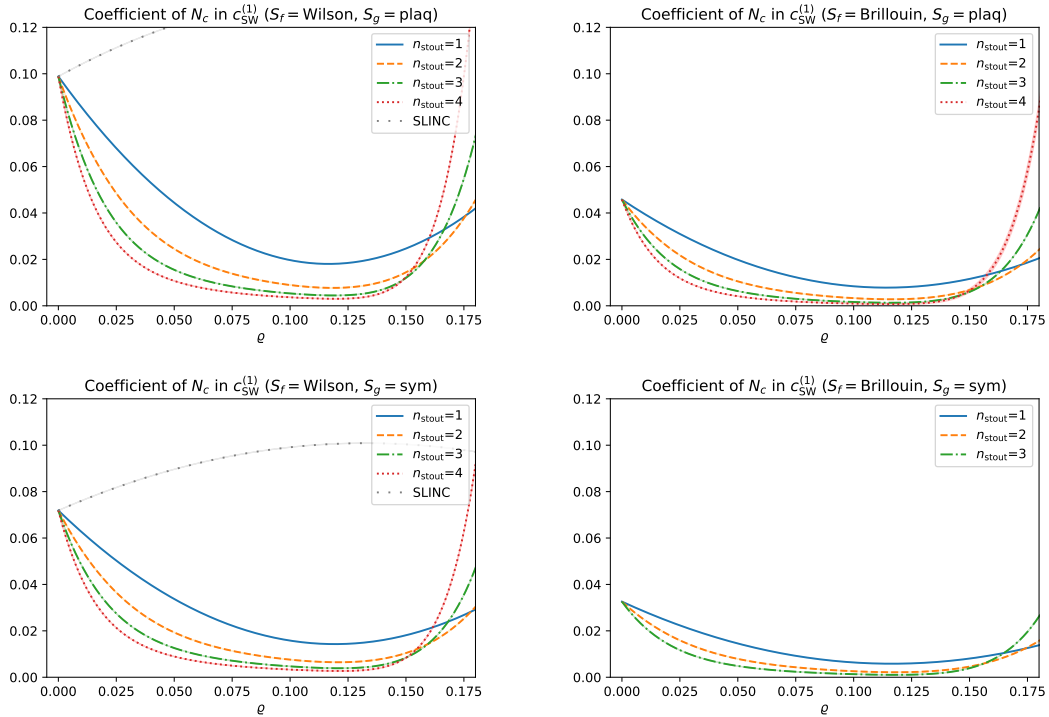 Coefficient of N_c in c_SW^(1) (S_f = Wilson, S_g = plaq)
0.12
0.10
0.08
0.06
0.04
0.02
0.00
n_stout=1
n_stout=2
n_stout=3
n_stout=4
SLINC
0.000 0.025 0.050 0.075 0.100 0.125 0.150 0.175
ϱ
Coefficient of N_c in c_SW^(1) (S_f = Brillouin, S_g = plaq)
0.12
0.10
0.08
0.06
0.04
0.02
0.00
n_stout=1
n_stout=2
n_stout=3
n_stout=4
0.000 0.025 0.050 0.075 0.100 0.125 0.150 0.175
ϱ
Coefficient of N_c in c_SW^(1) (S_f = Wilson, S_g = sym)
0.12
0.10
0.08
0.06
0.04
0.02
0.00
n_stout=1
n_stout=2
n_stout=3
n_stout=4
SLINC
0.000 0.025 0.050 0.075 0.100 0.125 0.150 0.175
ϱ
Coefficient of N_c in c_SW^(1) (S_f = Brillouin, S_g = sym)
0.12
0.10
0.08
0.06
0.04
0.02
0.00
n_stout=1
n_stout=2
n_stout=3
0.000 0.025 0.050 0.075 0.100 0.125 0.150 0.175
ϱ